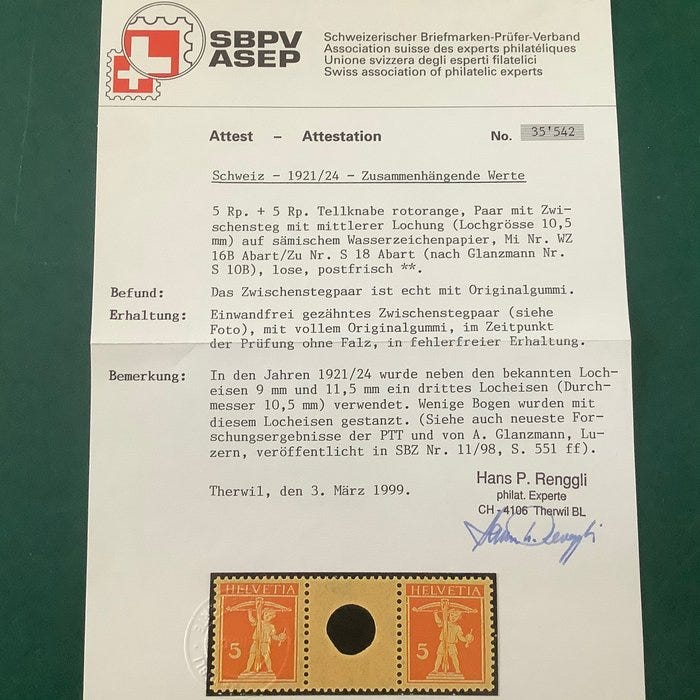 SBPV
ASEP
Schweizerischer Briefmarken-Prüfer-Verband
Association suisse des experts philatéliques
Unione svizzera degli esperti filatelici
Swiss association of philatelic experts
Attest – Attestation No. 35'542
Schweiz - 1921/24 - Zusammenhängende Werte
5 Rp. + 5 Rp. Tellknabe rotorange, Paar mit Zwi-
schensteg mit mittlerer Lochung (Lochgrösse 10,5
mm) auf sämischem Wasserzeichenpapier, Mi Nr. WZ
16B Abart/Zu Nr. S 18 Abart (nach Glanzmann Nr.
S 10B), lose, postfrisch **.
Befund: Das Zwischenstegpaar ist echt mit Originalgummi.
Erhaltung: Einwandfrei gezähntes Zwischenstegpaar (siehe
Foto), mit vollem Originalgummi, im Zeitpunkt
der Prüfung ohne Falz, in fehlerfreier Erhaltung.
Bemerkung: In den Jahren 1921/24 wurde neben den bekannten Loch-
eisen 9 mm und 11,5 mm ein drittes Locheisen (Durch-
messer 10,5 mm) verwendet. Wenige Bogen wurden mit
diesem Locheisen gestanzt. (Siehe auch neueste For-
schungsergebnisse der PTT und von A. Glanzmann, Lu-
zern, veröffentlicht in SBZ Nr. 11/98, S. 551 ff).
Therwil, den 3. März 1999.
Hans P. Renggli
philat. Experte
CH - 4106 Therwil BL
HELVETIA HELVETIA
5 5